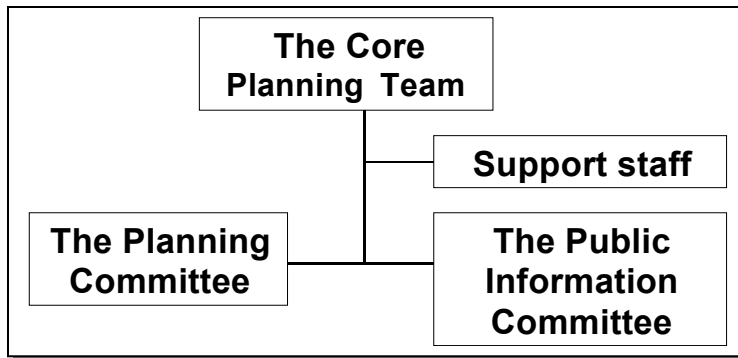 The Core
Planning Team
Support staff
The Planning
Committee
The Public
Information
Committee